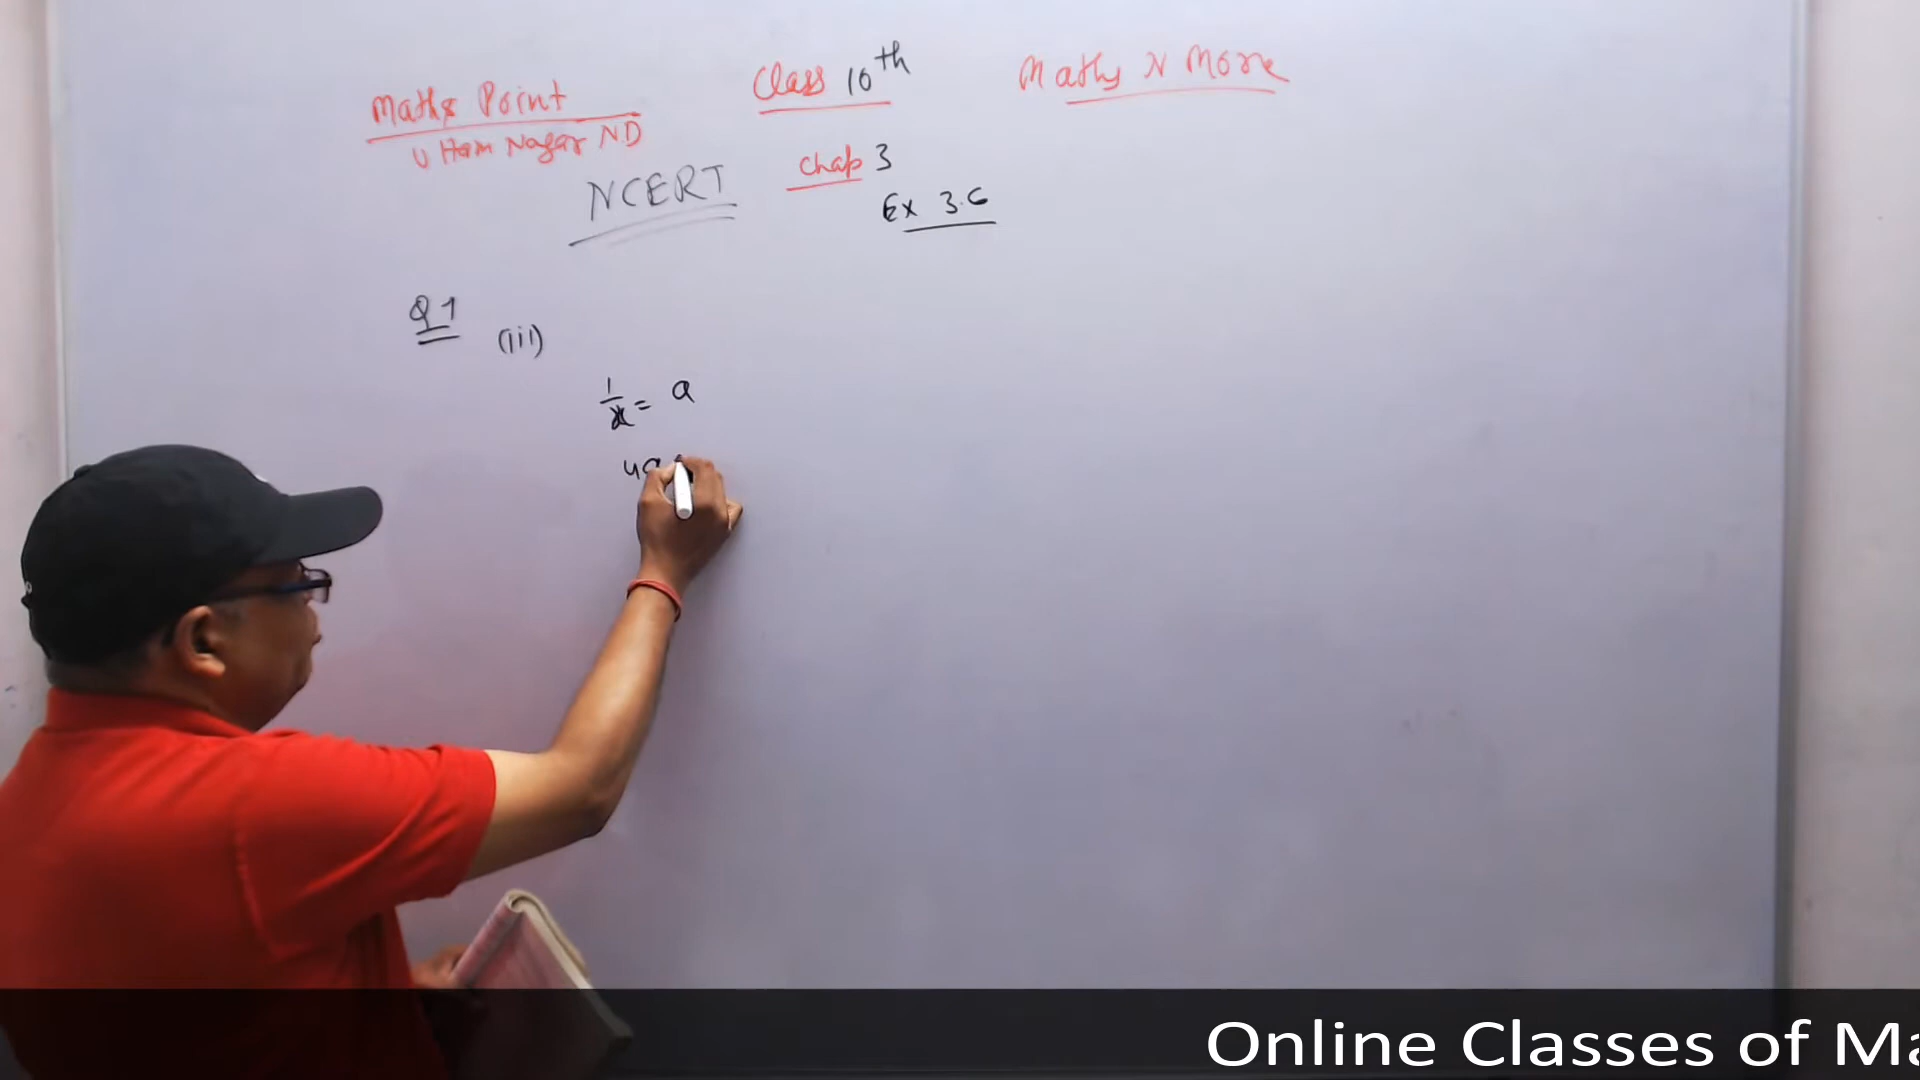 Maths Point
Uttam Nagar ND
Class 10th
Maths N More
NCERT
Chap 3
Ex 3.6
Q1
(iii)
1/x = a
4a
Online Classes of Ma